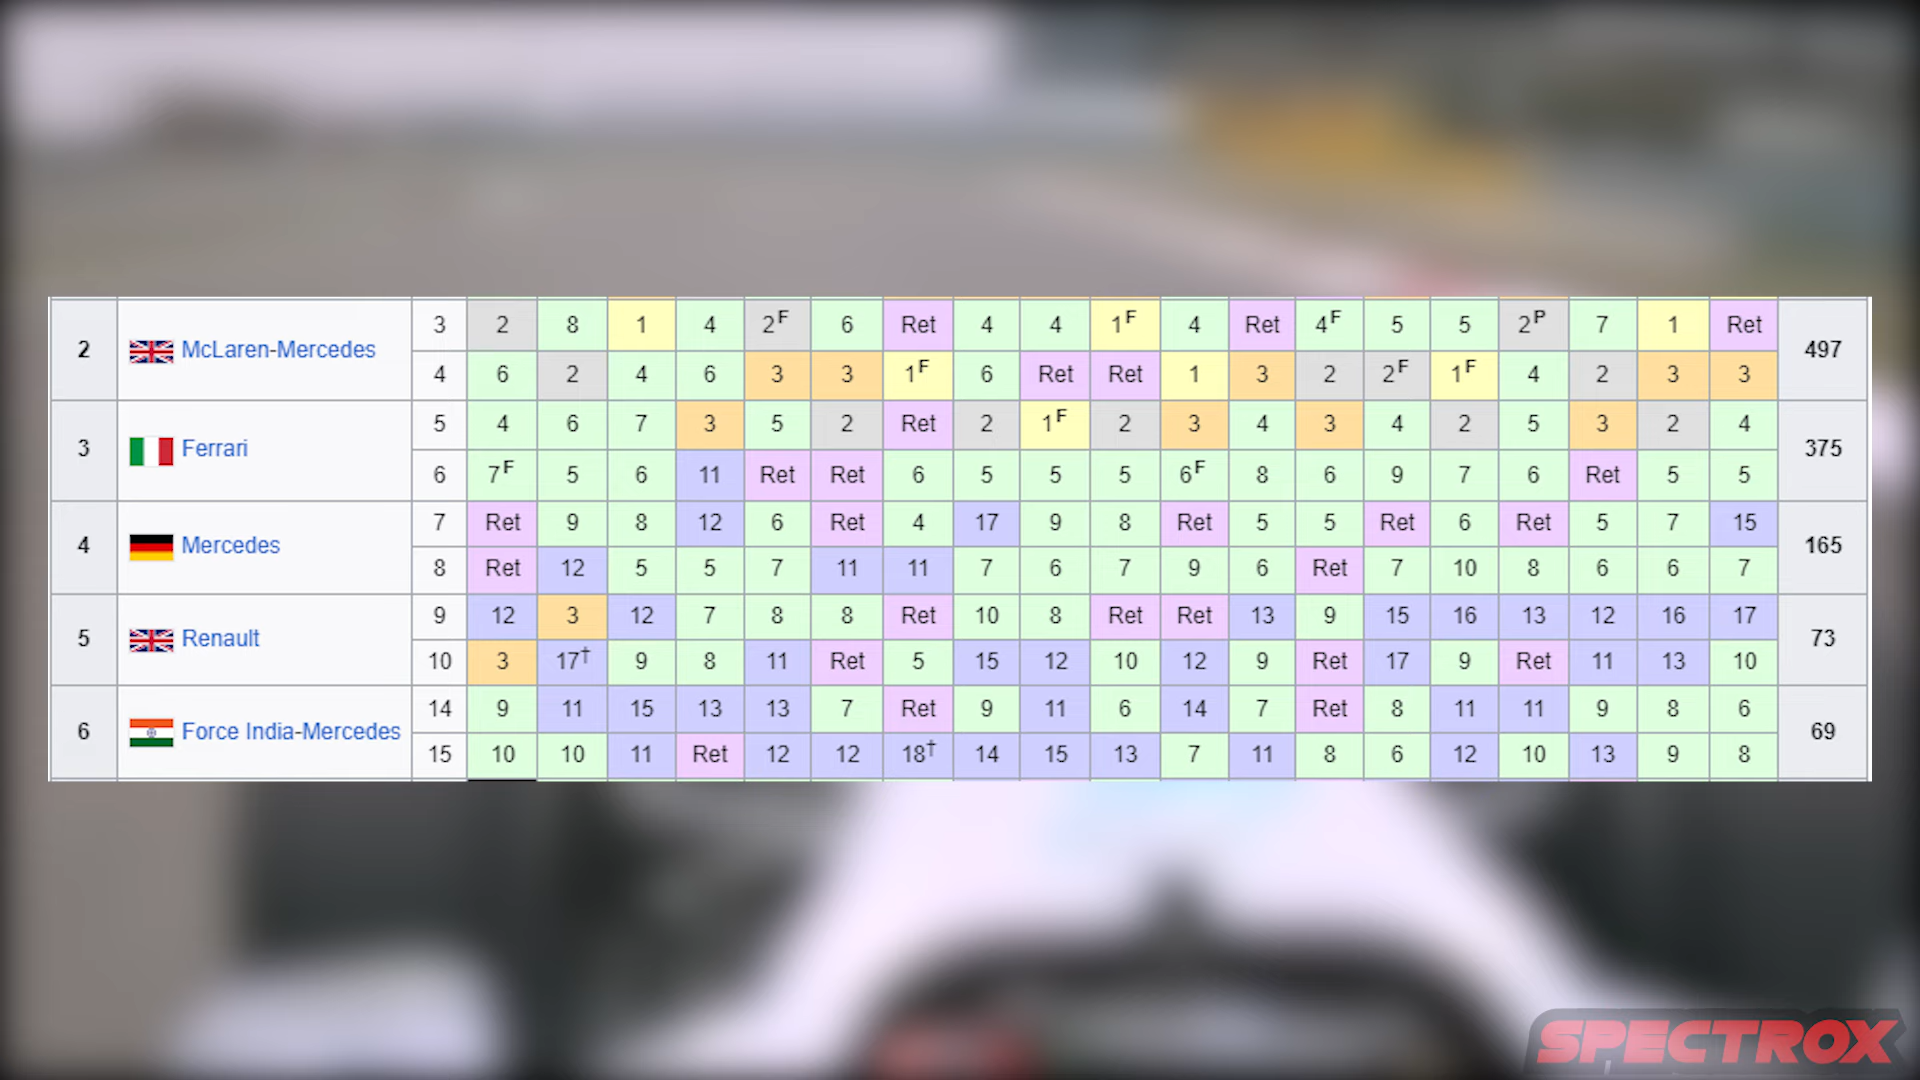 2 McLaren-Mercedes 3 2 8 1 4 2F 6 Ret 4 4 1F 4 Ret 4F 5 5 2P 7 1 Ret 497
4 6 2 4 6 3 3 1F 6 Ret Ret 1 3 2 2F 1F 4 2 3 3
3 Ferrari 5 4 6 7 3 5 2 Ret 2 1F 2 3 4 3 4 2 5 3 2 4 375
6 7F 5 6 11 Ret Ret 6 5 5 5 6F 8 6 9 7 6 Ret 5 5
4 Mercedes 7 Ret 9 8 12 6 Ret 4 17 9 8 Ret 5 5 Ret 6 Ret 5 7 15 165
8 Ret 12 5 5 7 11 11 7 6 7 9 6 Ret 7 10 8 6 6 7
5 Renault 9 12 3 12 7 8 8 Ret 10 8 Ret Ret 13 9 15 16 13 12 16 17 73
10 3 17† 9 8 11 Ret 5 15 12 10 12 9 Ret 17 9 Ret 11 13 10
6 Force India-Mercedes 14 9 11 15 13 13 7 Ret 9 11 6 14 7 Ret 8 11 11 9 8 6 69
15 10 10 11 Ret 12 12 18† 14 15 13 7 11 8 6 12 10 13 9 8
SPECTROX